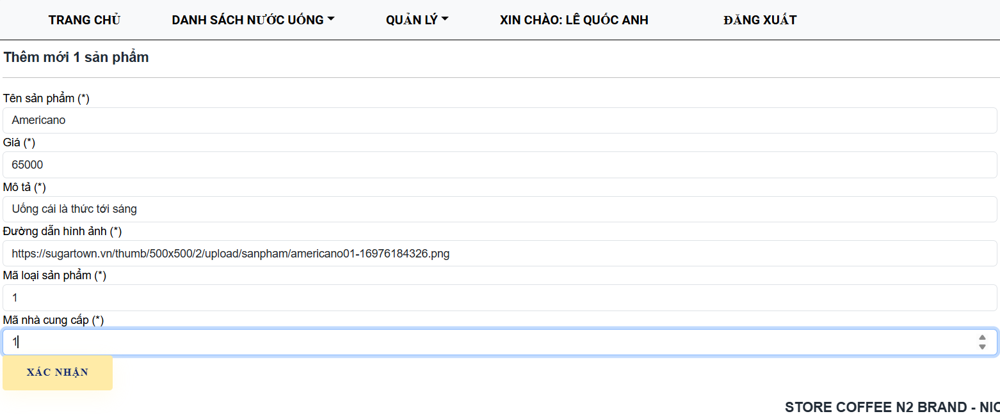 TRANG CHỦ DANH SÁCH NƯỚC UỐNG QUẢN LÝ XIN CHÀO: LÊ QUỐC ANH ĐĂNG XUẤT
Thêm mới 1 sản phẩm
Tên sản phẩm (*)
Americano
Giá (*)
65000
Mô tả (*)
Uống cái là thức tới sáng
Đường dẫn hình ảnh (*)
https://sugartown.vn/thumb/500x500/2/upload/sanpham/americano01-16976184326.png
Mã loại sản phẩm (*)
1
Mã nhà cung cấp (*)
1
XÁC NHẬN
STORE COFFEE N2 BRAND - NIC